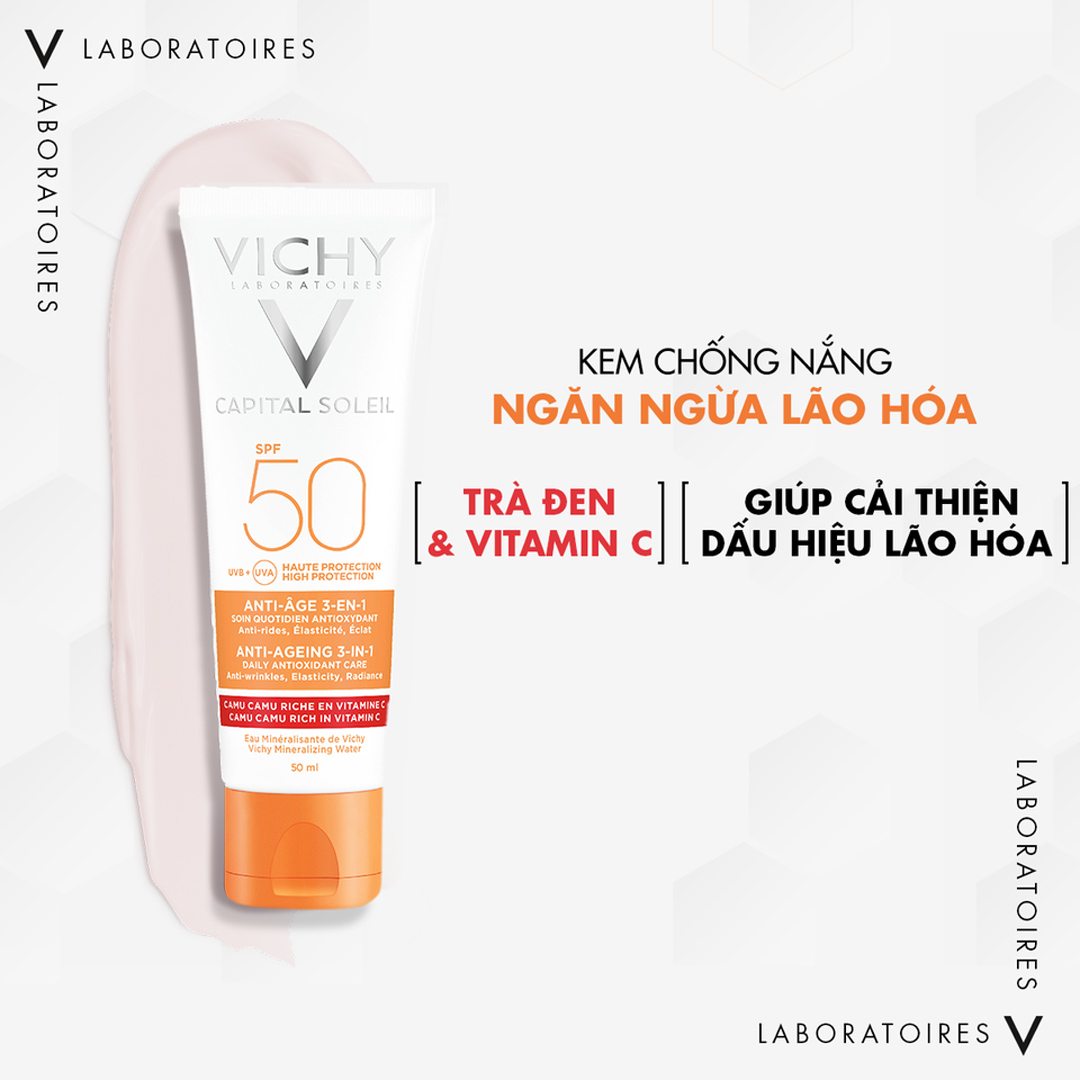 V LABORATOIRES
LABORATOIRES
VICHY
LABORATOIRES
V
CAPITAL SOLEIL
SPF
50
UVB + UVA HAUTE PROTECTION
HIGH PROTECTION
ANTI-ÂGE 3-EN-1
SOIN QUOTIDIEN ANTIOXYDANT
Anti-rides, Élasticité, Éclat
ANTI-AGEING 3-IN-1
DAILY ANTIOXIDANT CARE
Anti-wrinkles, Elasticity, Radiance
CAMU CAMU RICHE EN VITAMINE C
CAMU CAMU RICH IN VITAMIN C
Eau Minéralisante de Vichy
Vichy Mineralizing Water
50 ml
KEM CHỐNG NẮNG
NGĂN NGỪA LÃO HÓA
[TRÀ ĐEN
& VITAMIN C]
[GIÚP CẢI THIỆN
DẤU HIỆU LÃO HÓA]
LABORATOIRES
LABORATOIRES V